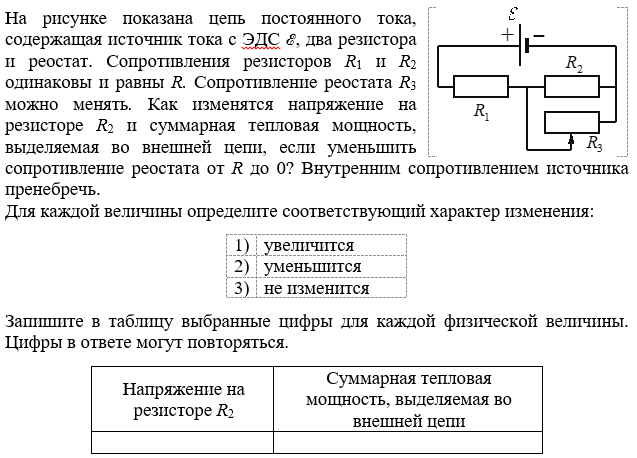 На рисунке показана цепь постоянного тока,
содержащая источник тока с ЭДС ℰ, два резистора
и реостат. Сопротивления резисторов R₁ и R₂
одинаковы и равны R. Сопротивление реостата R₃
можно менять. Как изменятся напряжение на
резисторе R₂ и суммарная тепловая мощность,
выделяемая во внешней цепи, если уменьшить
сопротивление реостата от R до 0? Внутренним сопротивлением источника
пренебречь.
ℰ
+ −
R₂
R₁
R₃
Для каждой величины определите соответствующий характер изменения:
1) увеличится
2) уменьшится
3) не изменится
Запишите в таблицу выбранные цифры для каждой физической величины.
Цифры в ответе могут повторяться.
Напряжение на
резисторе R₂
Суммарная тепловая
мощность, выделяемая во
внешней цепи